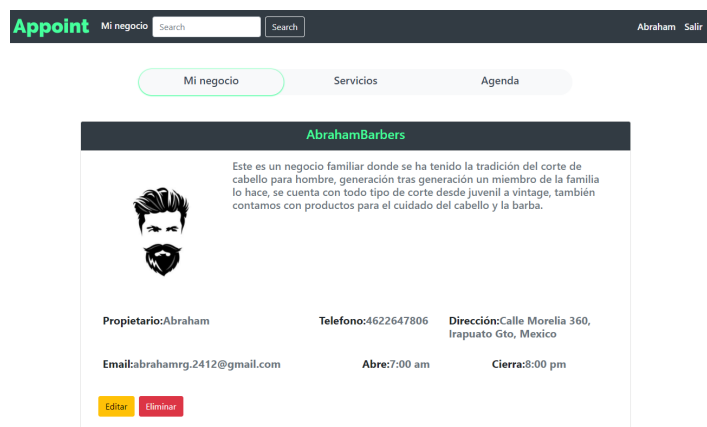 Appoint Mi negocio Search Search Abraham Salir
Mi negocio Servicios Agenda
AbrahamBarbers
Este es un negocio familiar donde se ha tenido la tradición del corte de
cabello para hombre, generación tras generación un miembro de la familia
lo hace, se cuenta con todo tipo de corte desde juvenil a vintage, también
contamos con productos para el cuidado del cabello y la barba.
Propietario:Abraham Telefono:4622647806 Dirección:Calle Morelia 360,
Irapuato Gto, Mexico
Email:abrahamrg.2412@gmail.com Abre:7:00 am Cierra:8:00 pm
Editar Eliminar